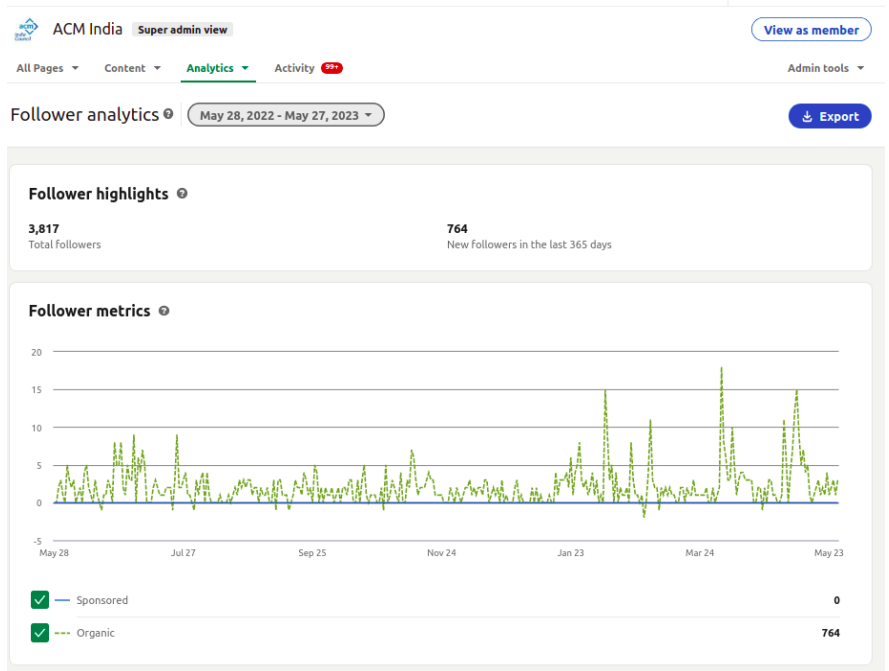 acm
India
Council
ACM India
Super admin view
View as member
All Pages
Content
Analytics
Activity
99+
Admin tools
Follower analytics
May 28, 2022 - May 27, 2023
Export
Follower highlights
3,817
Total followers
764
New followers in the last 365 days
Follower metrics
20
15
10
5
0
-5
May 28
Jul 27
Sep 25
Nov 24
Jan 23
Mar 24
May 23
Sponsored
0
Organic
764